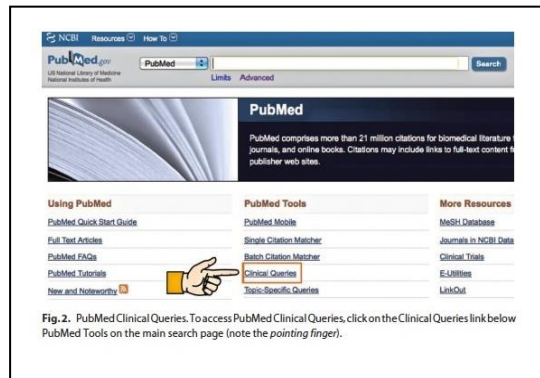 NCBI Resources How To
PubMed.gov
US National Library of Medicine
National Institutes of Health
PubMed
Search
Limits Advanced
PubMed
PubMed comprises more than 21 million citations for biomedical literature
journals, and online books. Citations may include links to full-text content
publisher web sites.
Using PubMed
PubMed Quick Start Guide
Full Text Articles
PubMed FAQs
PubMed Tutorials
New and Noteworthy
PubMed Tools
PubMed Mobile
Single Citation Matcher
Batch Citation Matcher
Clinical Queries
Topic-Specific Queries
More Resources
MeSH Database
Journals in NCBI Data
Clinical Trials
E-Utilities
LinkOut
Fig. 2. PubMed Clinical Queries. To access PubMed Clinical Queries, click on the Clinical Queries link below
PubMed Tools on the main search page (note the pointing finger).